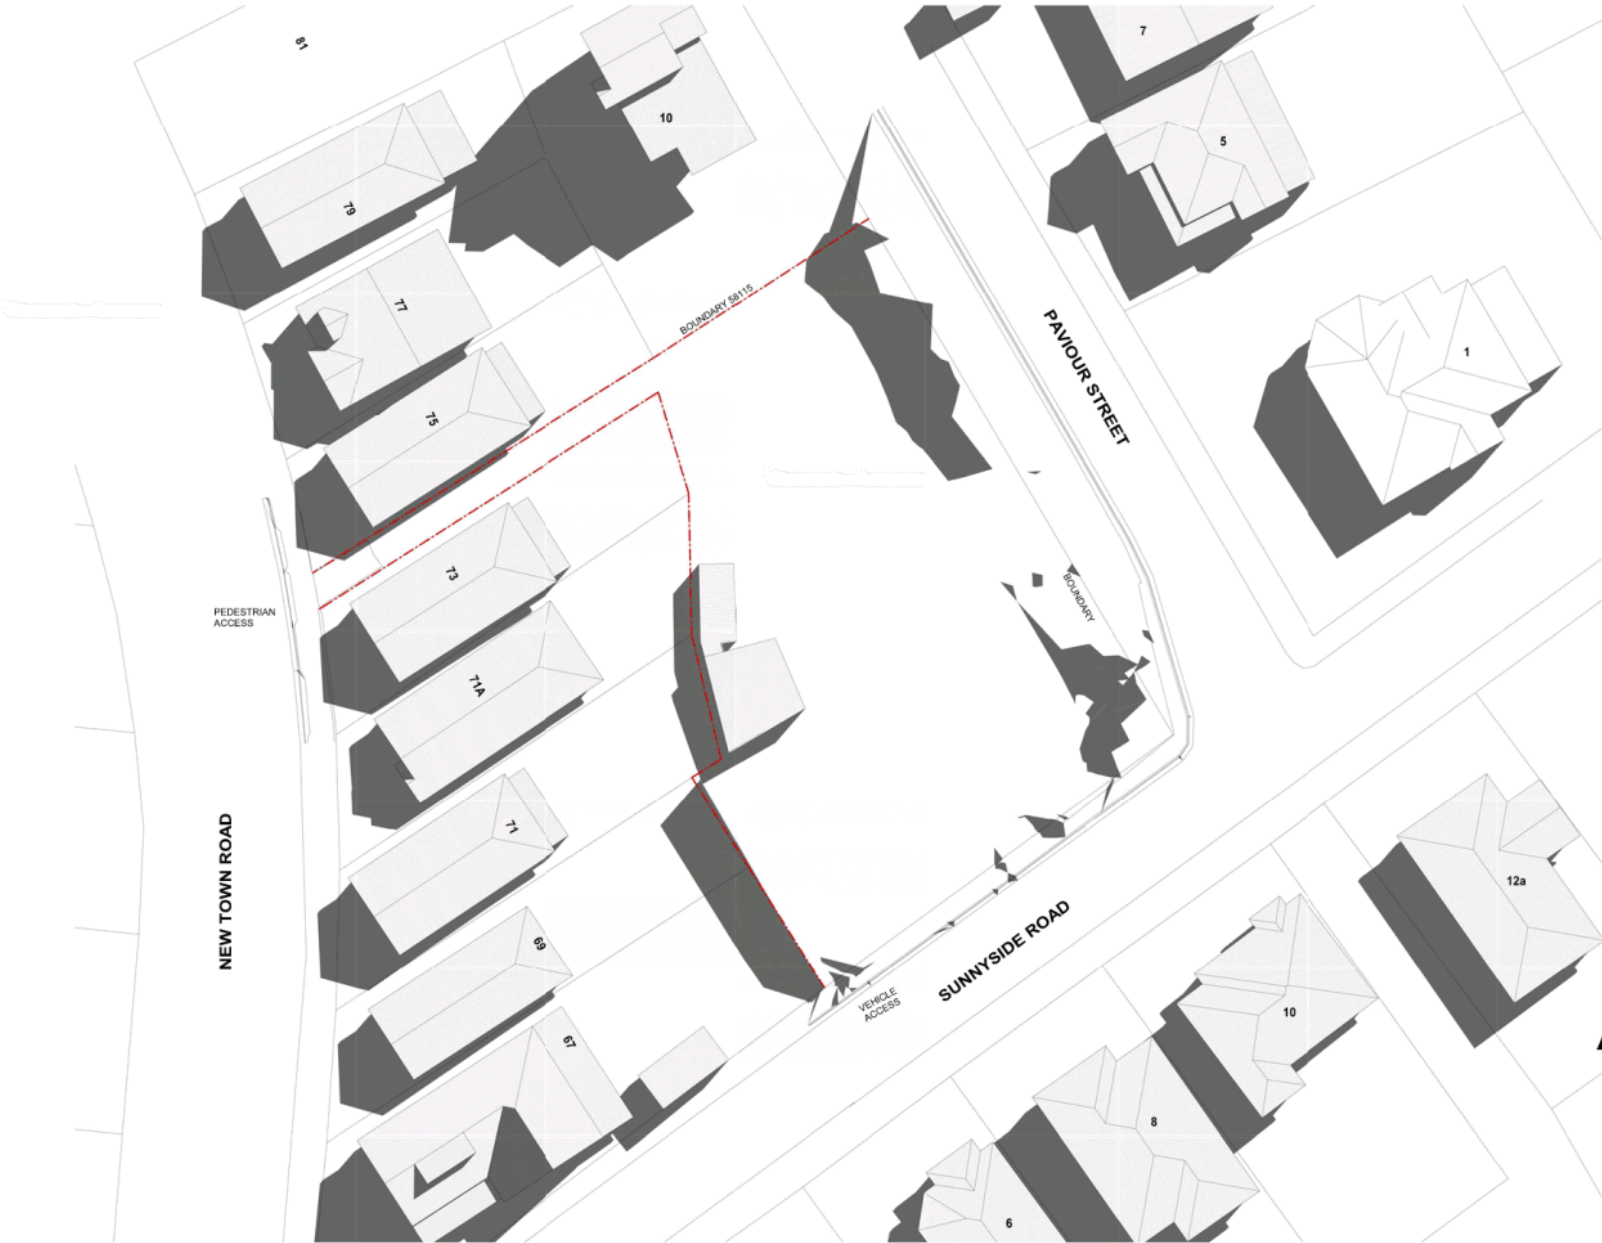 81
7
10
5
79
77
BOUNDARY 58115
PAVIOUR STREET
1
75
73
PEDESTRIAN
ACCESS
BOUNDARY
71A
71
NEW TOWN ROAD
12a
69
SUNNYSIDE ROAD
VEHICLE
ACCESS
10
67
8
6